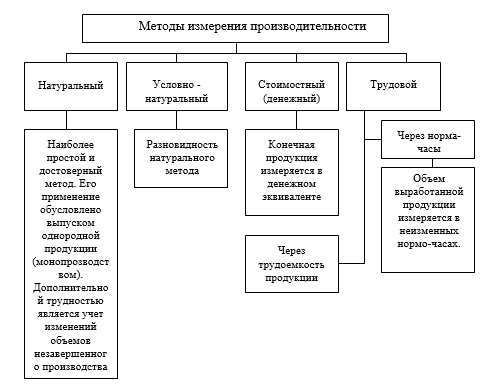 Методы измерения производительности
Натуральный
Условно -
натуральный
Стоимостный
(денежный)
Трудовой
Наиболее
простой и
достоверный
метод. Его
применение
обусловлено
выпуском
однородной
продукции
(монопрозводст
вом).
Дополнительно
й трудностью
является учет
изменений
объемов
незавершенног
о производства
Разновидность
натурального
метода
Конечная
продукция
измеряется в
денежном
эквиваленте
Через
трудоемкость
продукции
Через норма-
часы
Объем
выработанной
продукции
измеряется в
неизменных
нормо-часах.